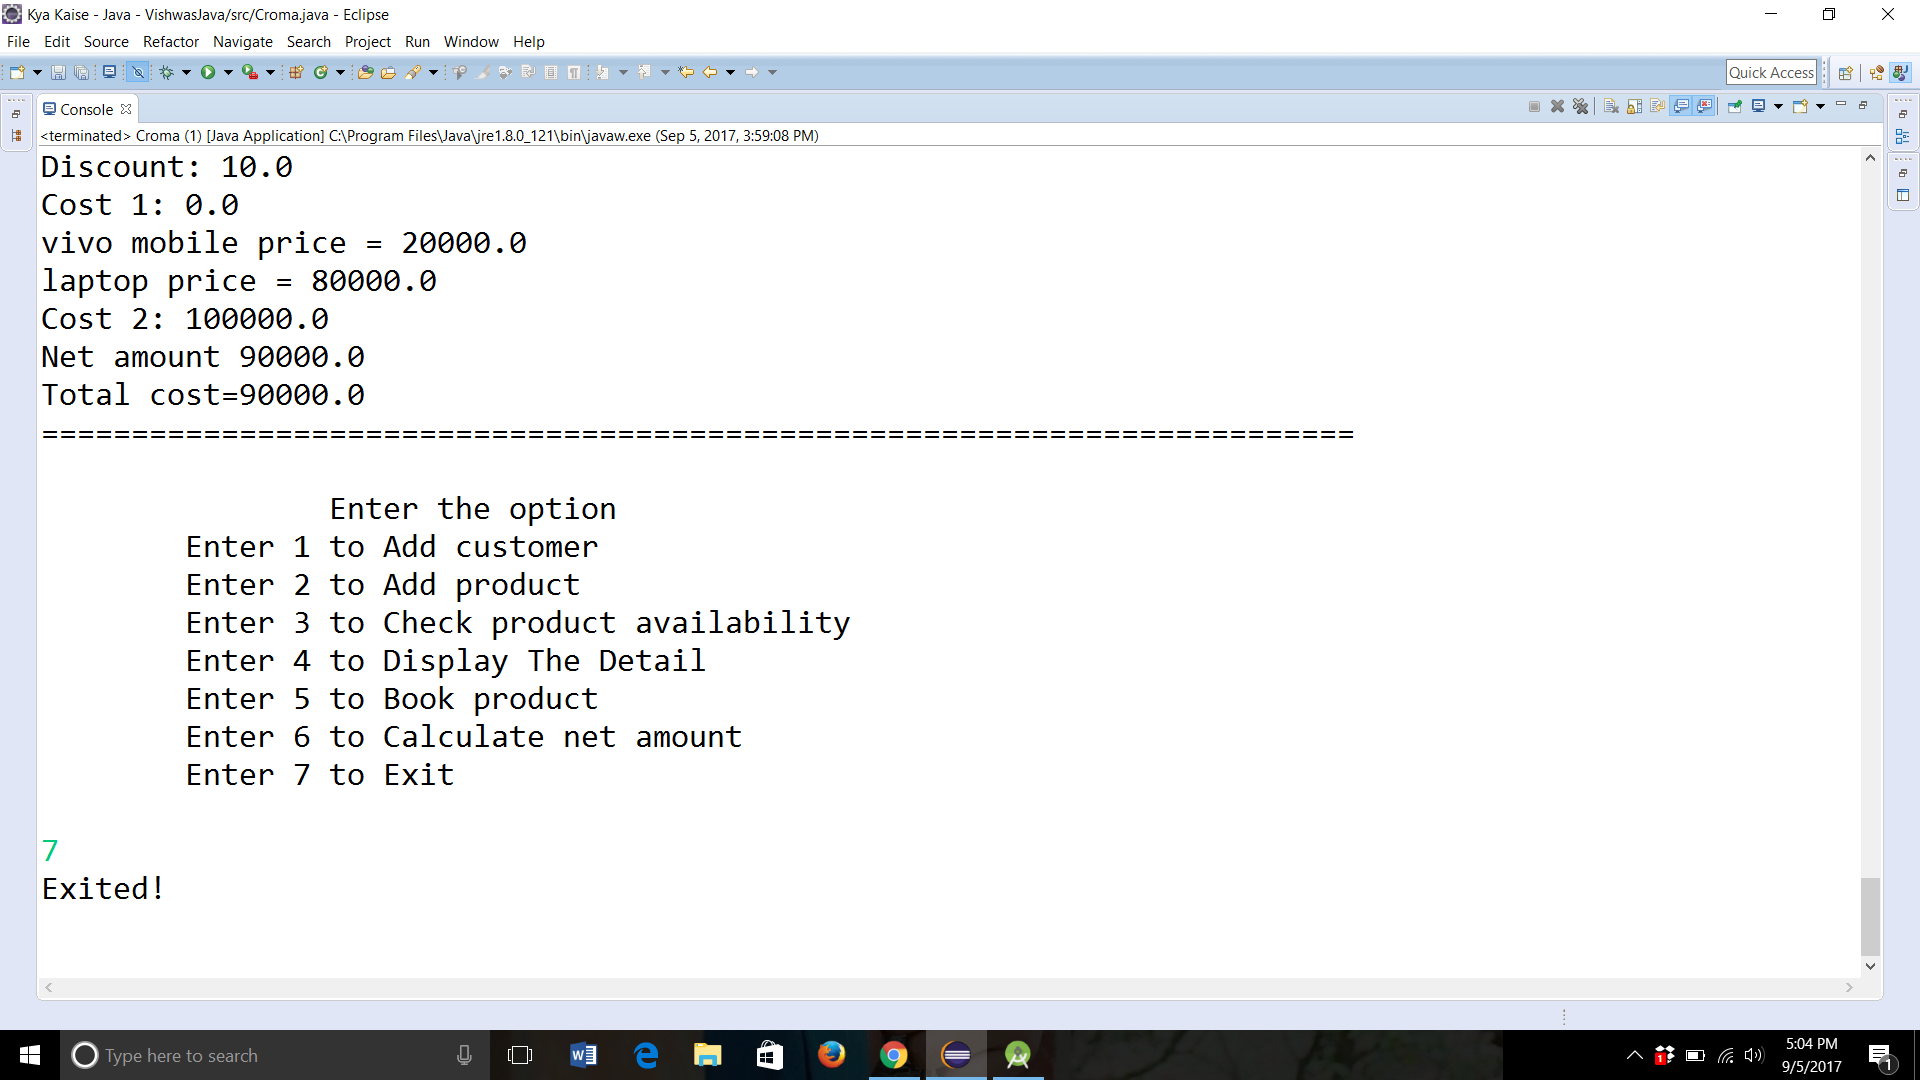 Kya Kaise - Java - VishwasJava/src/Croma.java - Eclipse
File Edit Source Refactor Navigate Search Project Run Window Help
Quick Access
Console
<terminated> Croma (1) [Java Application] C:\Program Files\Java\jre1.8.0_121\bin\javaw.exe (Sep 5, 2017, 3:59:08 PM)
Discount: 10.0
Cost 1: 0.0
vivo mobile price = 20000.0
laptop price = 80000.0
Cost 2: 100000.0
Net amount 90000.0
Total cost=90000.0
=========================================================================
Enter the option
Enter 1 to Add customer
Enter 2 to Add product
Enter 3 to Check product availability
Enter 4 to Display The Detail
Enter 5 to Book product
Enter 6 to Calculate net amount
Enter 7 to Exit
7
Exited!
Type here to search
5:04 PM
9/5/2017
1
1